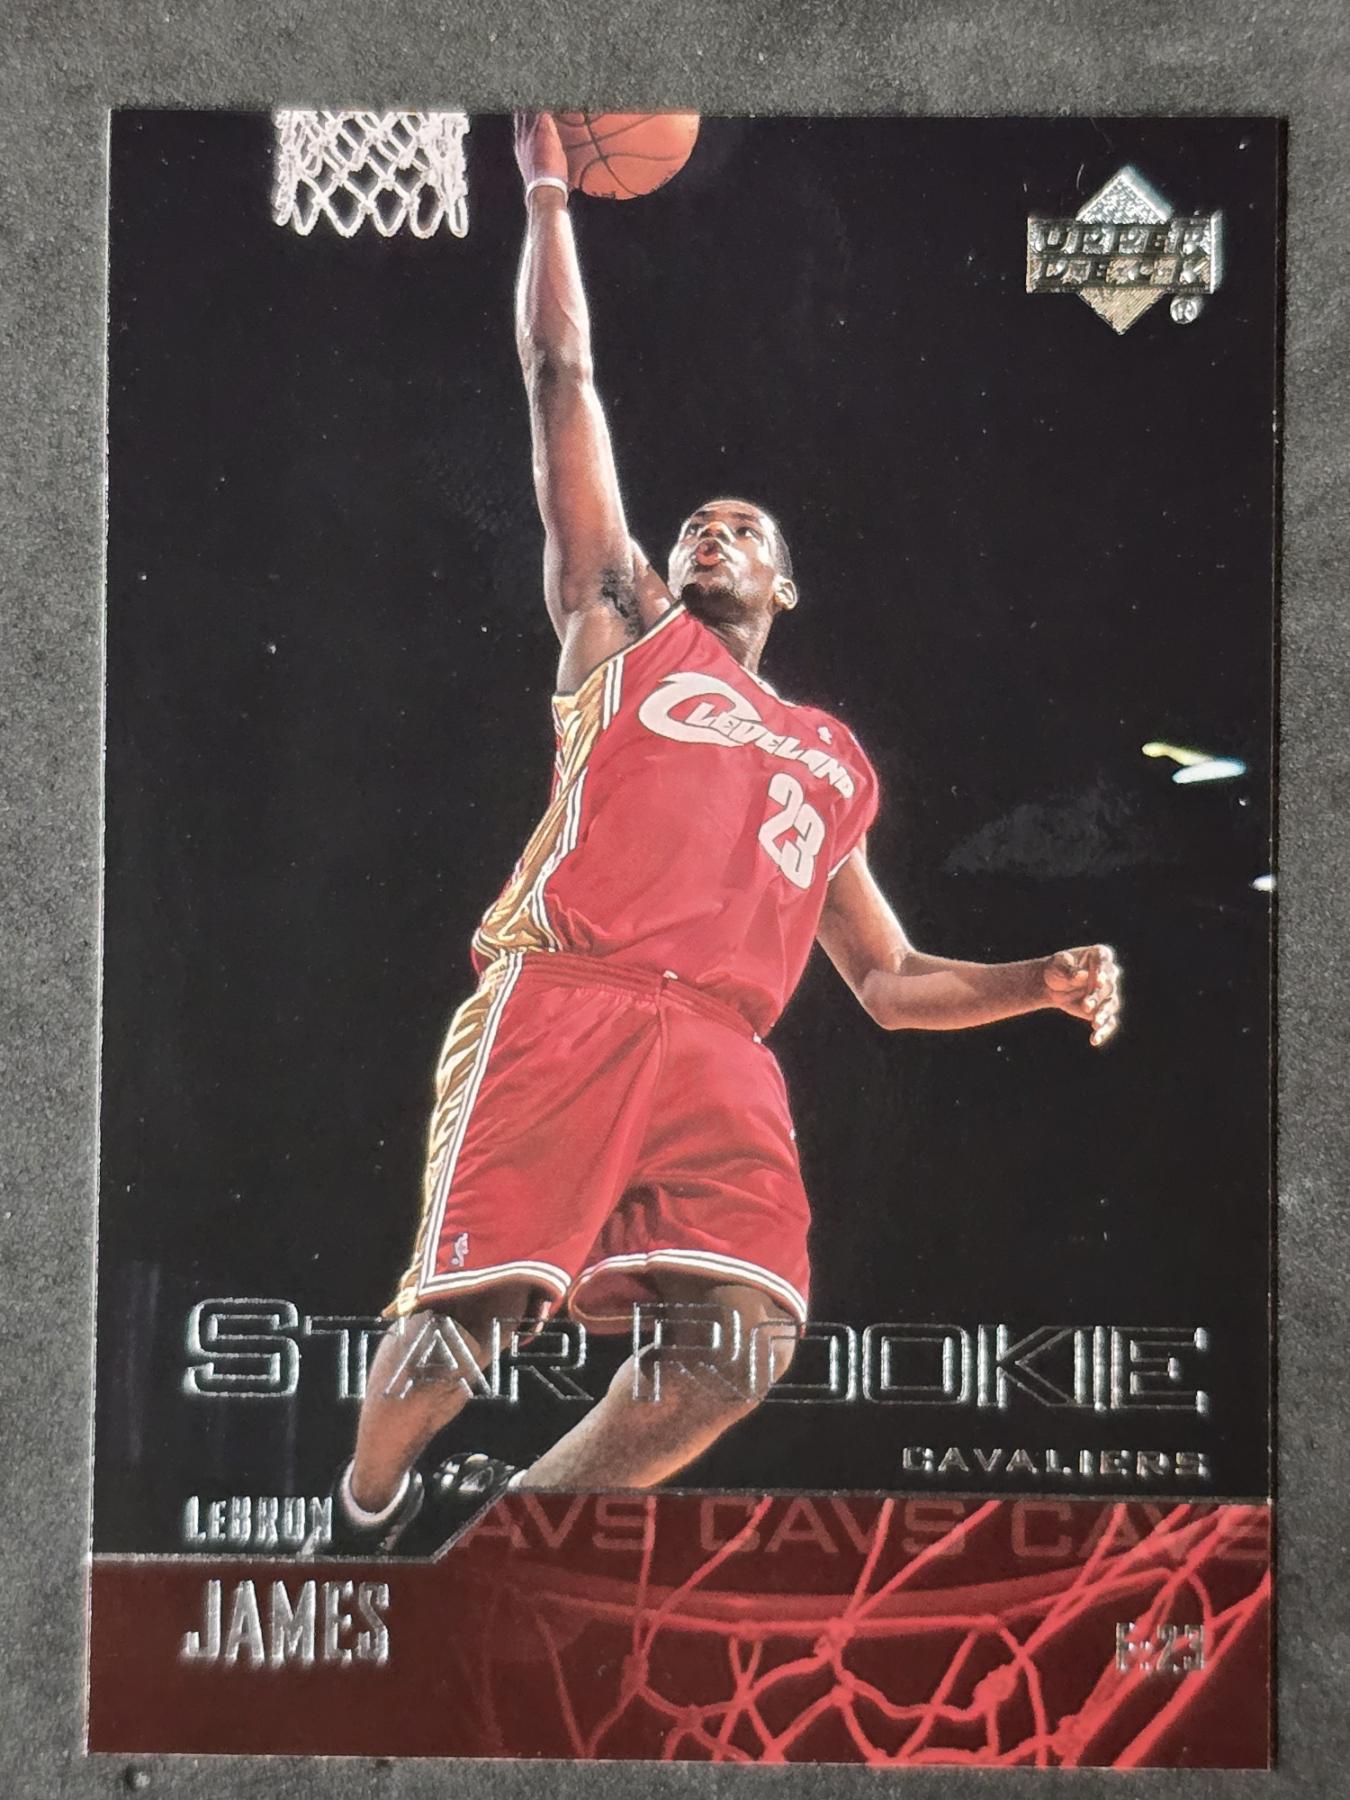 UPPER
DECK
®
CLEVELAND
23
STAR ROOKIE
CAVALIERS
LEBRON
CAVS CAVS CAVS
JAMES
F·23